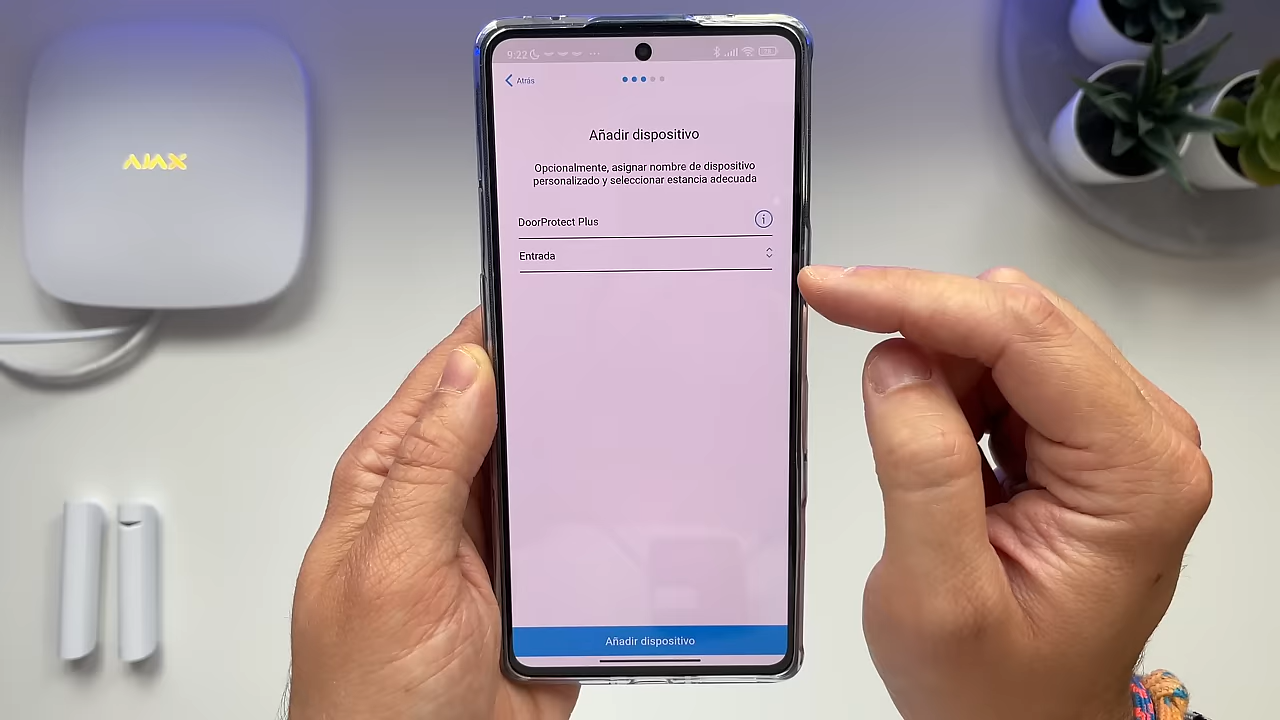 AJAX
9:22
Atrás
Añadir dispositivo
Opcionalmente, asignar nombre de dispositivo
personalizado y seleccionar estancia adecuada
DoorProtect Plus
Entrada
Añadir dispositivo